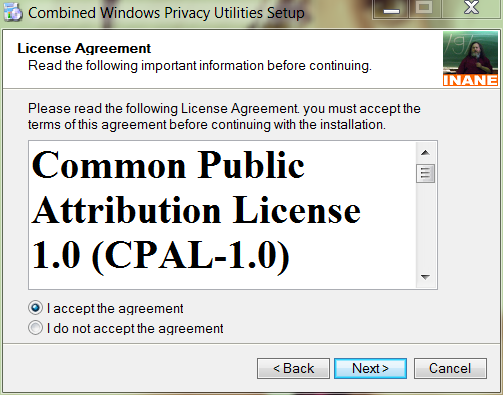 Combined Windows Privacy Utilities Setup
License Agreement
Read the following important information before continuing.
INANE
Please read the following License Agreement. you must accept the
terms of this agreement before continuing with the installation.
Common Public
Attribution License
1.0 (CPAL-1.0)
I accept the agreement
I do not accept the agreement
< Back
Next >
Cancel